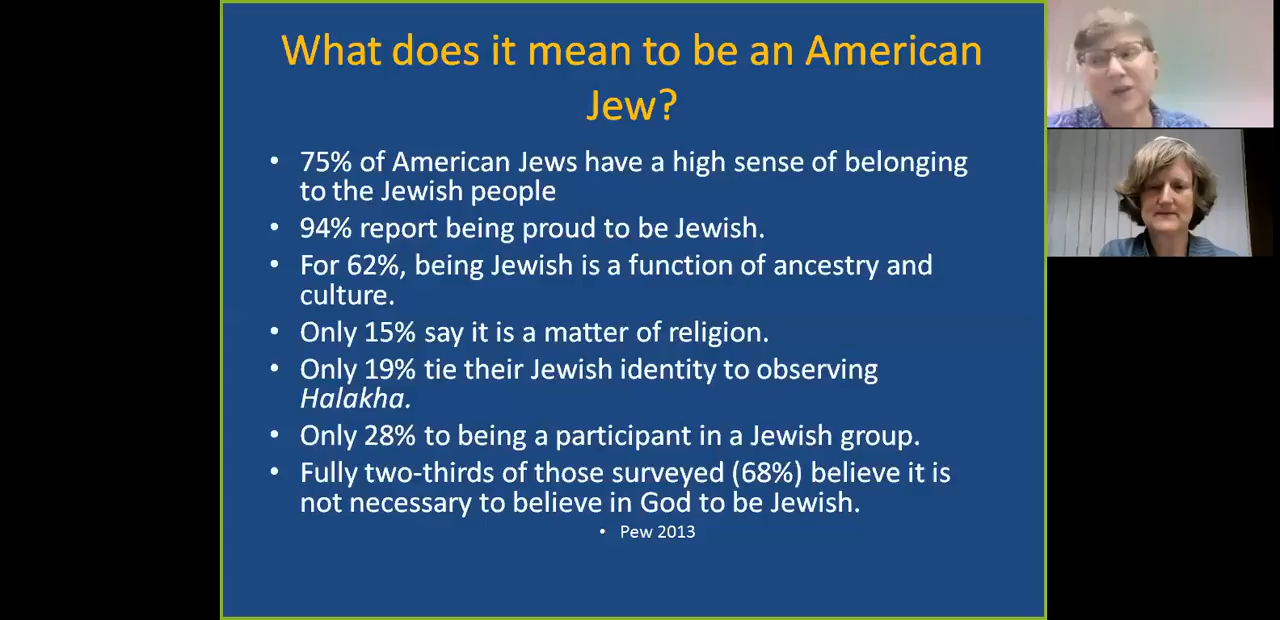 What does it mean to be an American
Jew?
• 75% of American Jews have a high sense of belonging
to the Jewish people
• 94% report being proud to be Jewish.
• For 62%, being Jewish is a function of ancestry and
culture.
• Only 15% say it is a matter of religion.
• Only 19% tie their Jewish identity to observing
Halakha.
• Only 28% to being a participant in a Jewish group.
• Fully two-thirds of those surveyed (68%) believe it is
not necessary to believe in God to be Jewish.
• Pew 2013